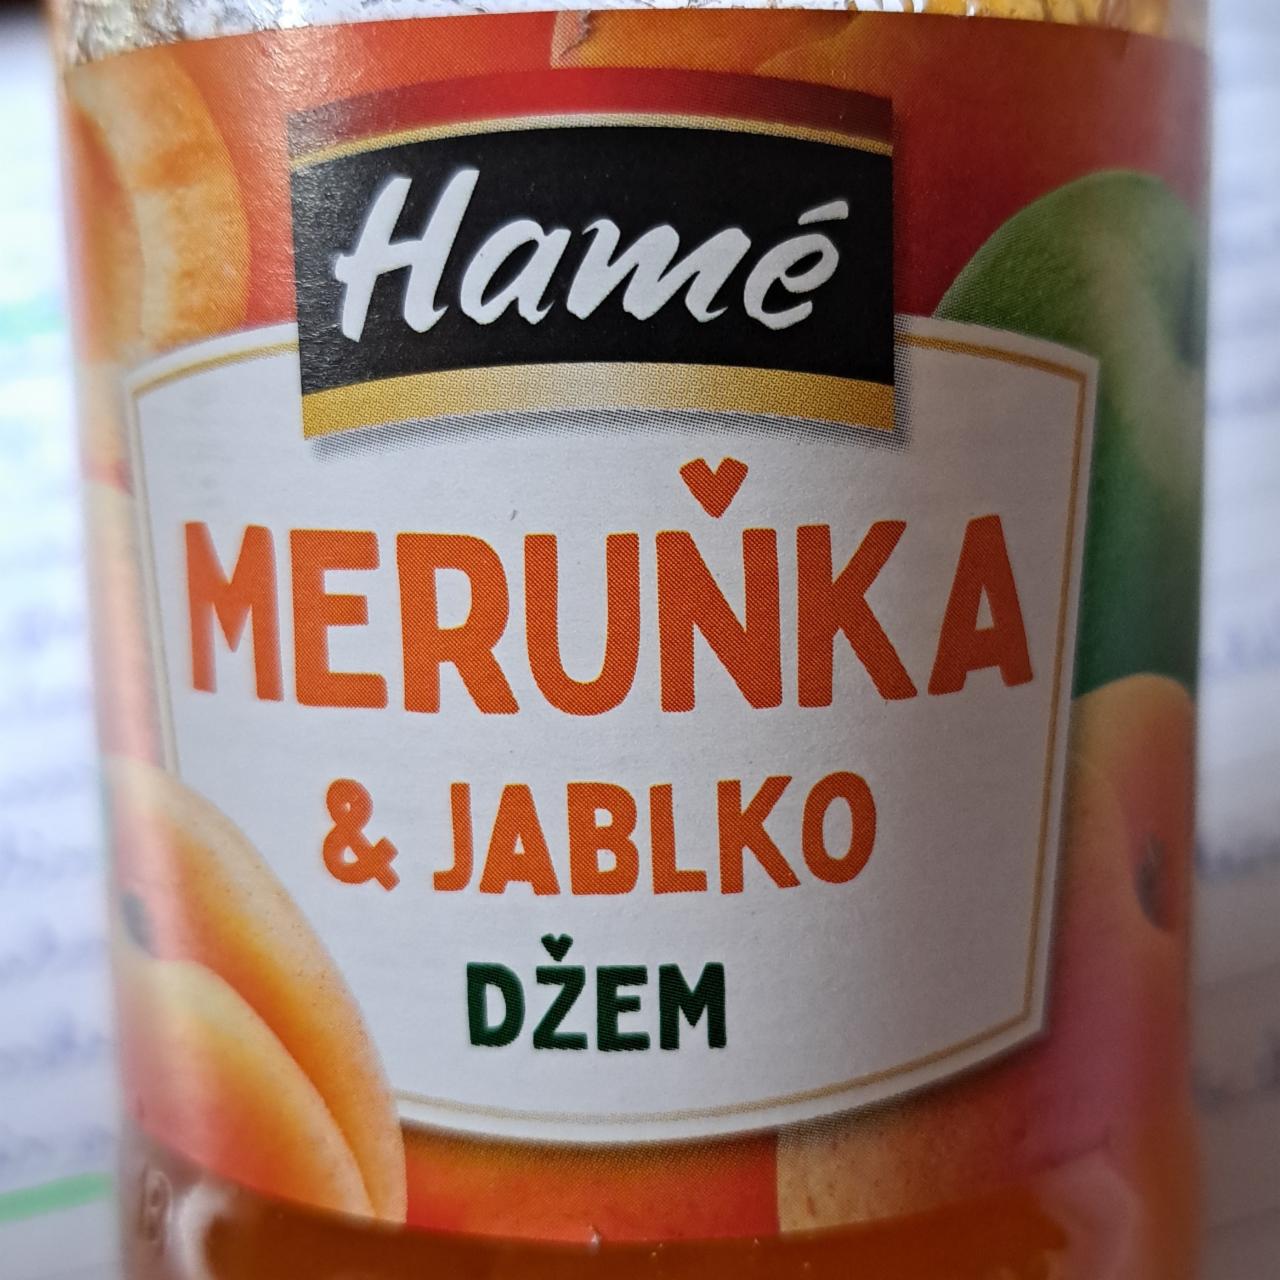 Hamé
MERUŇKA
& JABLKO
DŽEM